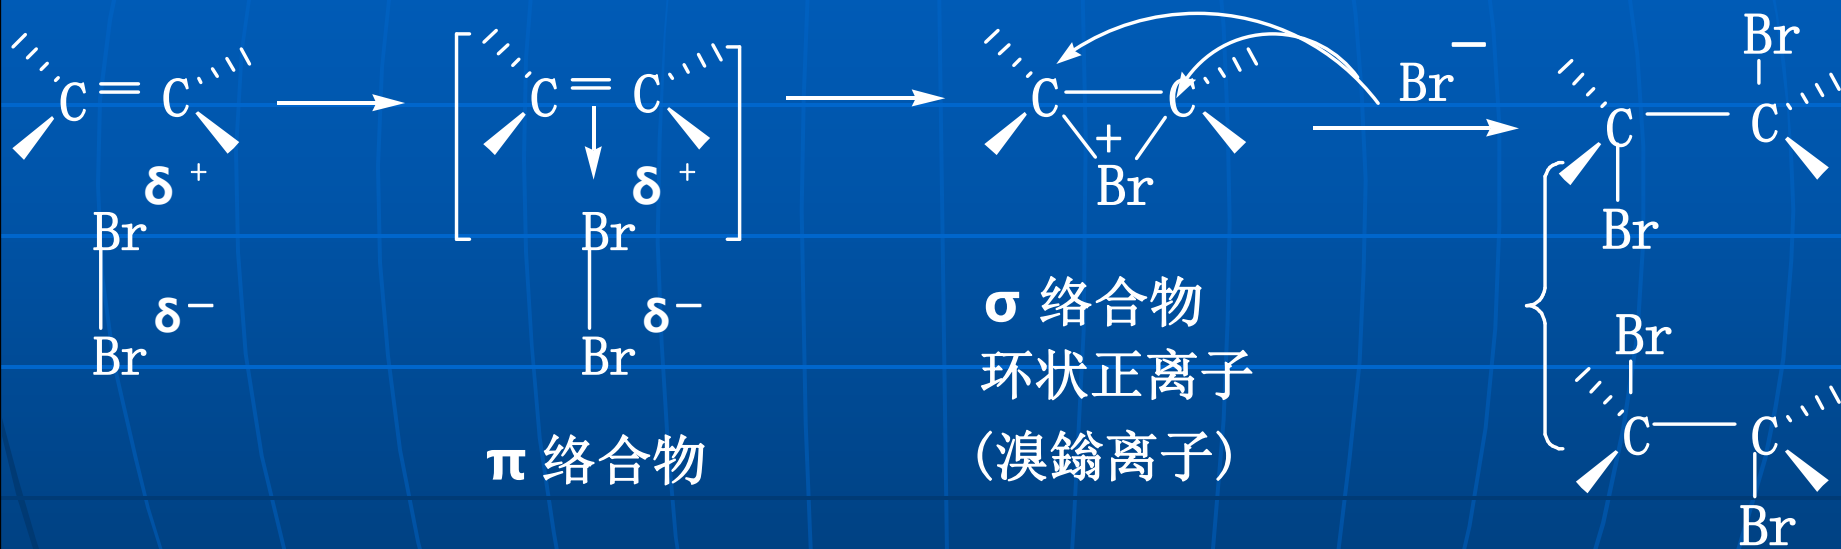 C = C
δ +
Br
δ −
Br
C = C
δ +
Br
δ −
Br
π 络合物
C C
+
Br
σ 络合物
环状正离子
(溴鎓离子)
Br −
Br
C C
Br
Br
C C
Br